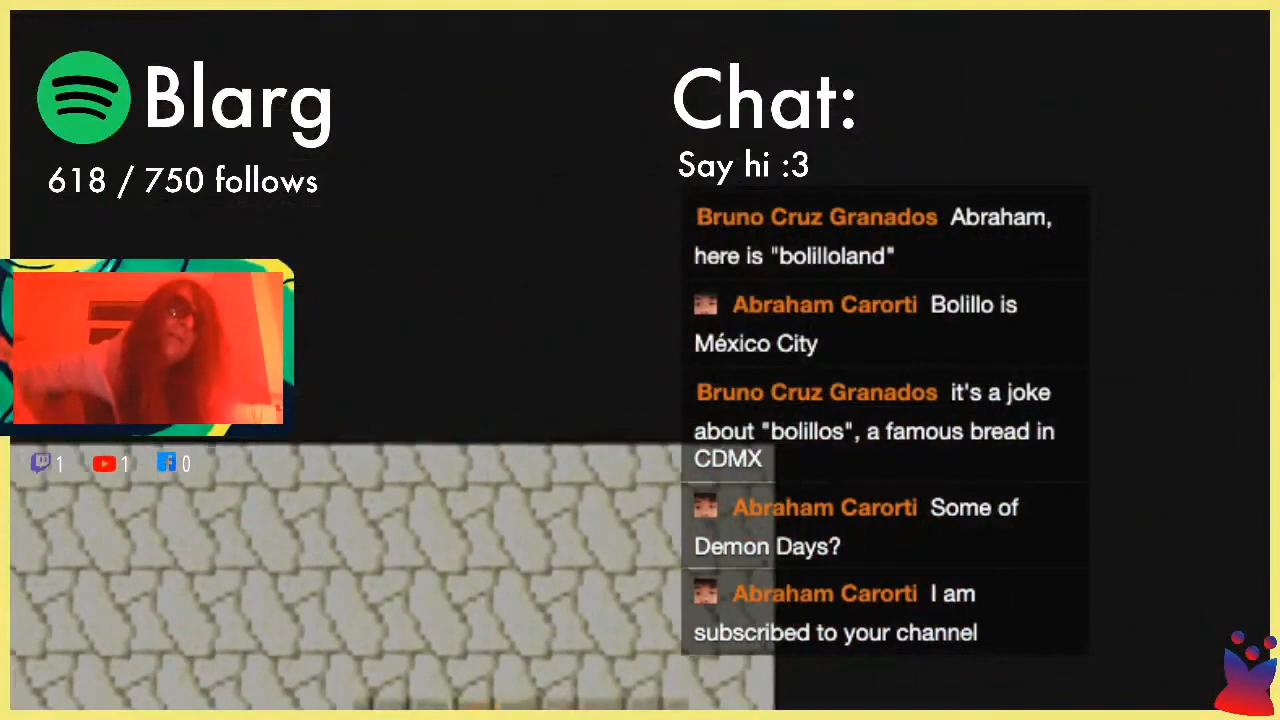 Blarg
618 / 750 follows
1 1 0
Chat:
Say hi :3
Bruno Cruz Granados Abraham,
here is "bolilloland"
Abraham Carorti Bolillo is
México City
Bruno Cruz Granados it's a joke
about "bolillos", a famous bread in
CDMX
Abraham Carorti Some of
Demon Days?
Abraham Carorti I am
subscribed to your channel